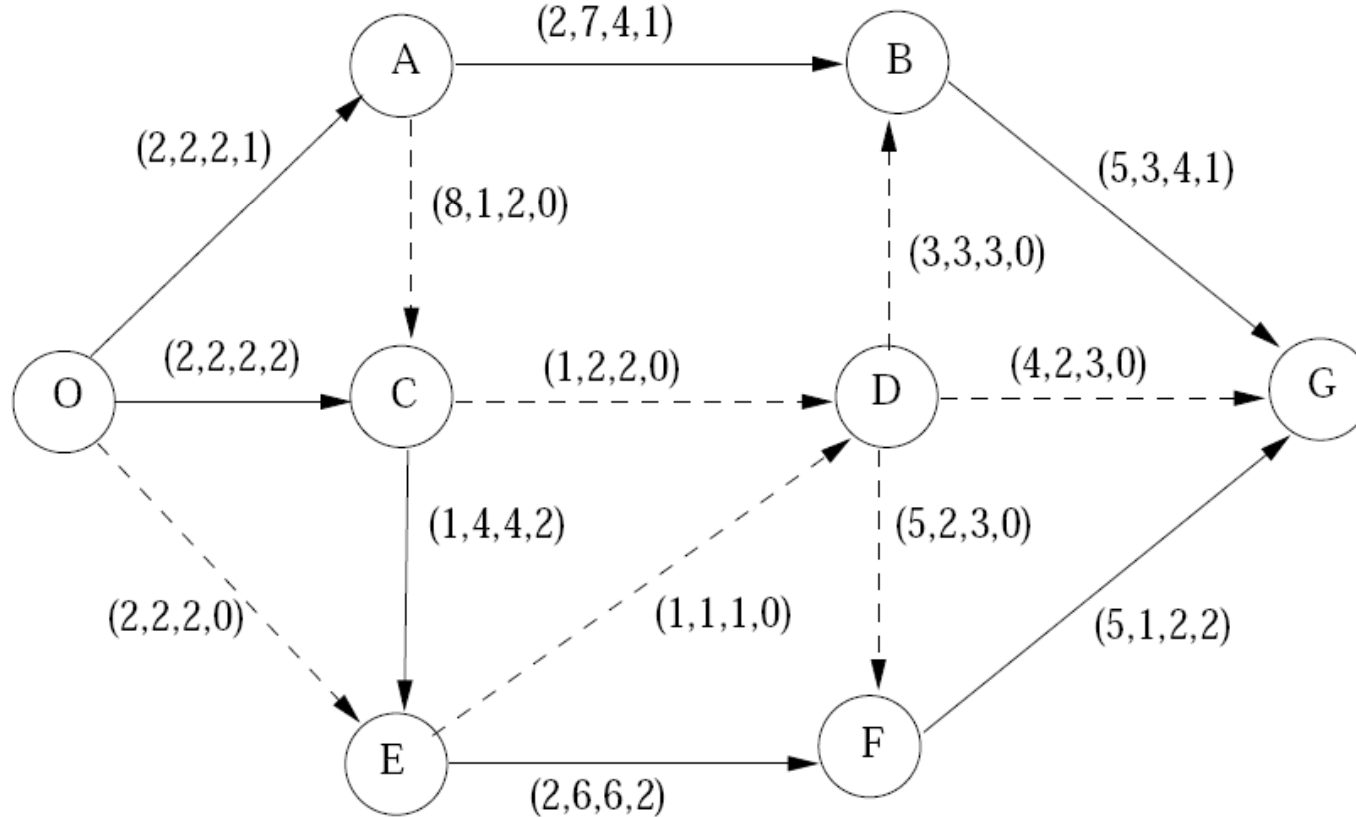 (2,7,4,1)
A
B
(2,2,2,1)
(5,3,4,1)
(8,1,2,0)
(3,3,3,0)
(2,2,2,2)
(1,2,2,0)
(4,2,3,0)
O
C
D
G
(1,4,4,2)
(5,2,3,0)
(2,2,2,0)
(1,1,1,0)
(5,1,2,2)
E
F
(2,6,6,2)